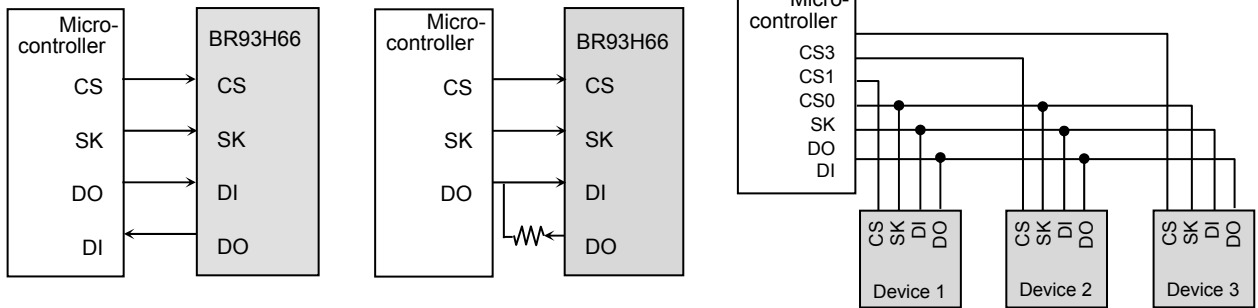 Micro-
controller
BR93H66
CS
CS
SK
SK
DO
DI
DI
DO
Micro-
controller
BR93H66
CS
CS
SK
SK
DO
DI
DO
Micro-
controller
CS3
CS1
CS0
SK
DO
DI
CS
SK
DI
DO
Device 1
CS
SK
DI
DO
Device 2
CS
SK
DI
DO
Device 3